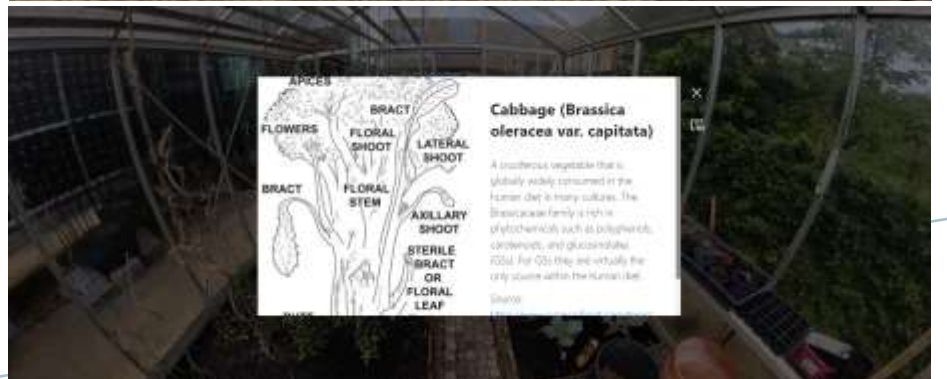 APICES
BRACT
FLOWERS
FLORAL
SHOOT
LATERAL
SHOOT
BRACT
FLORAL
STEM
AXILLARY
SHOOT
STERILE
BRACT
OR
FLORAL
LEAF
Cabbage (Brassica
oleracea var. capitata)
A cruciferous vegetable that is
globally widely consumed in the
human diet in many cultures. The
Brassicaceae family is rich in
phytochemicals such as polyphenols,
carotenoids, and glucosinolates
(GSs). For GSs they are virtually the
only source within the human diet.
Source: